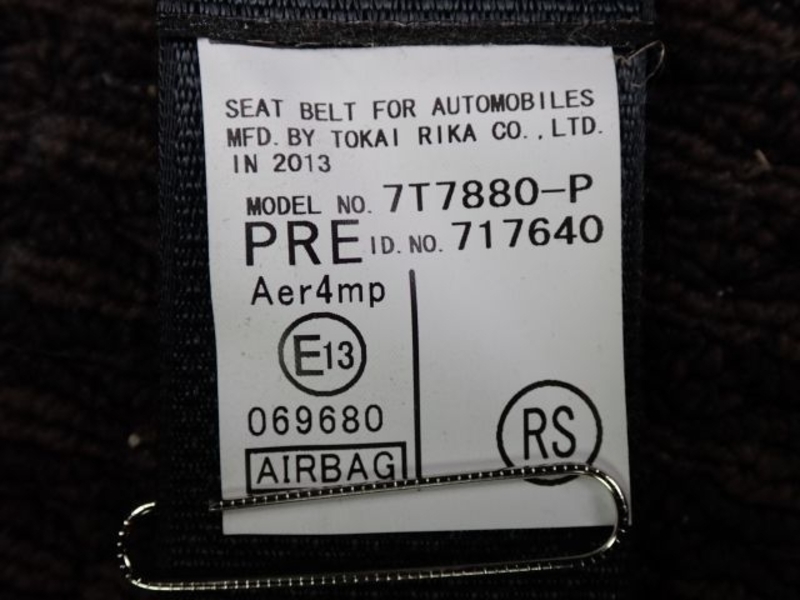 SEAT BELT FOR AUTOMOBILES
MFD. BY TOKAI RIKA CO., LTD.
IN 2013
MODEL NO. 7T7880-P
PRE ID. NO. 717640
Aer4mp
E13
069680
AIRBAG
RS